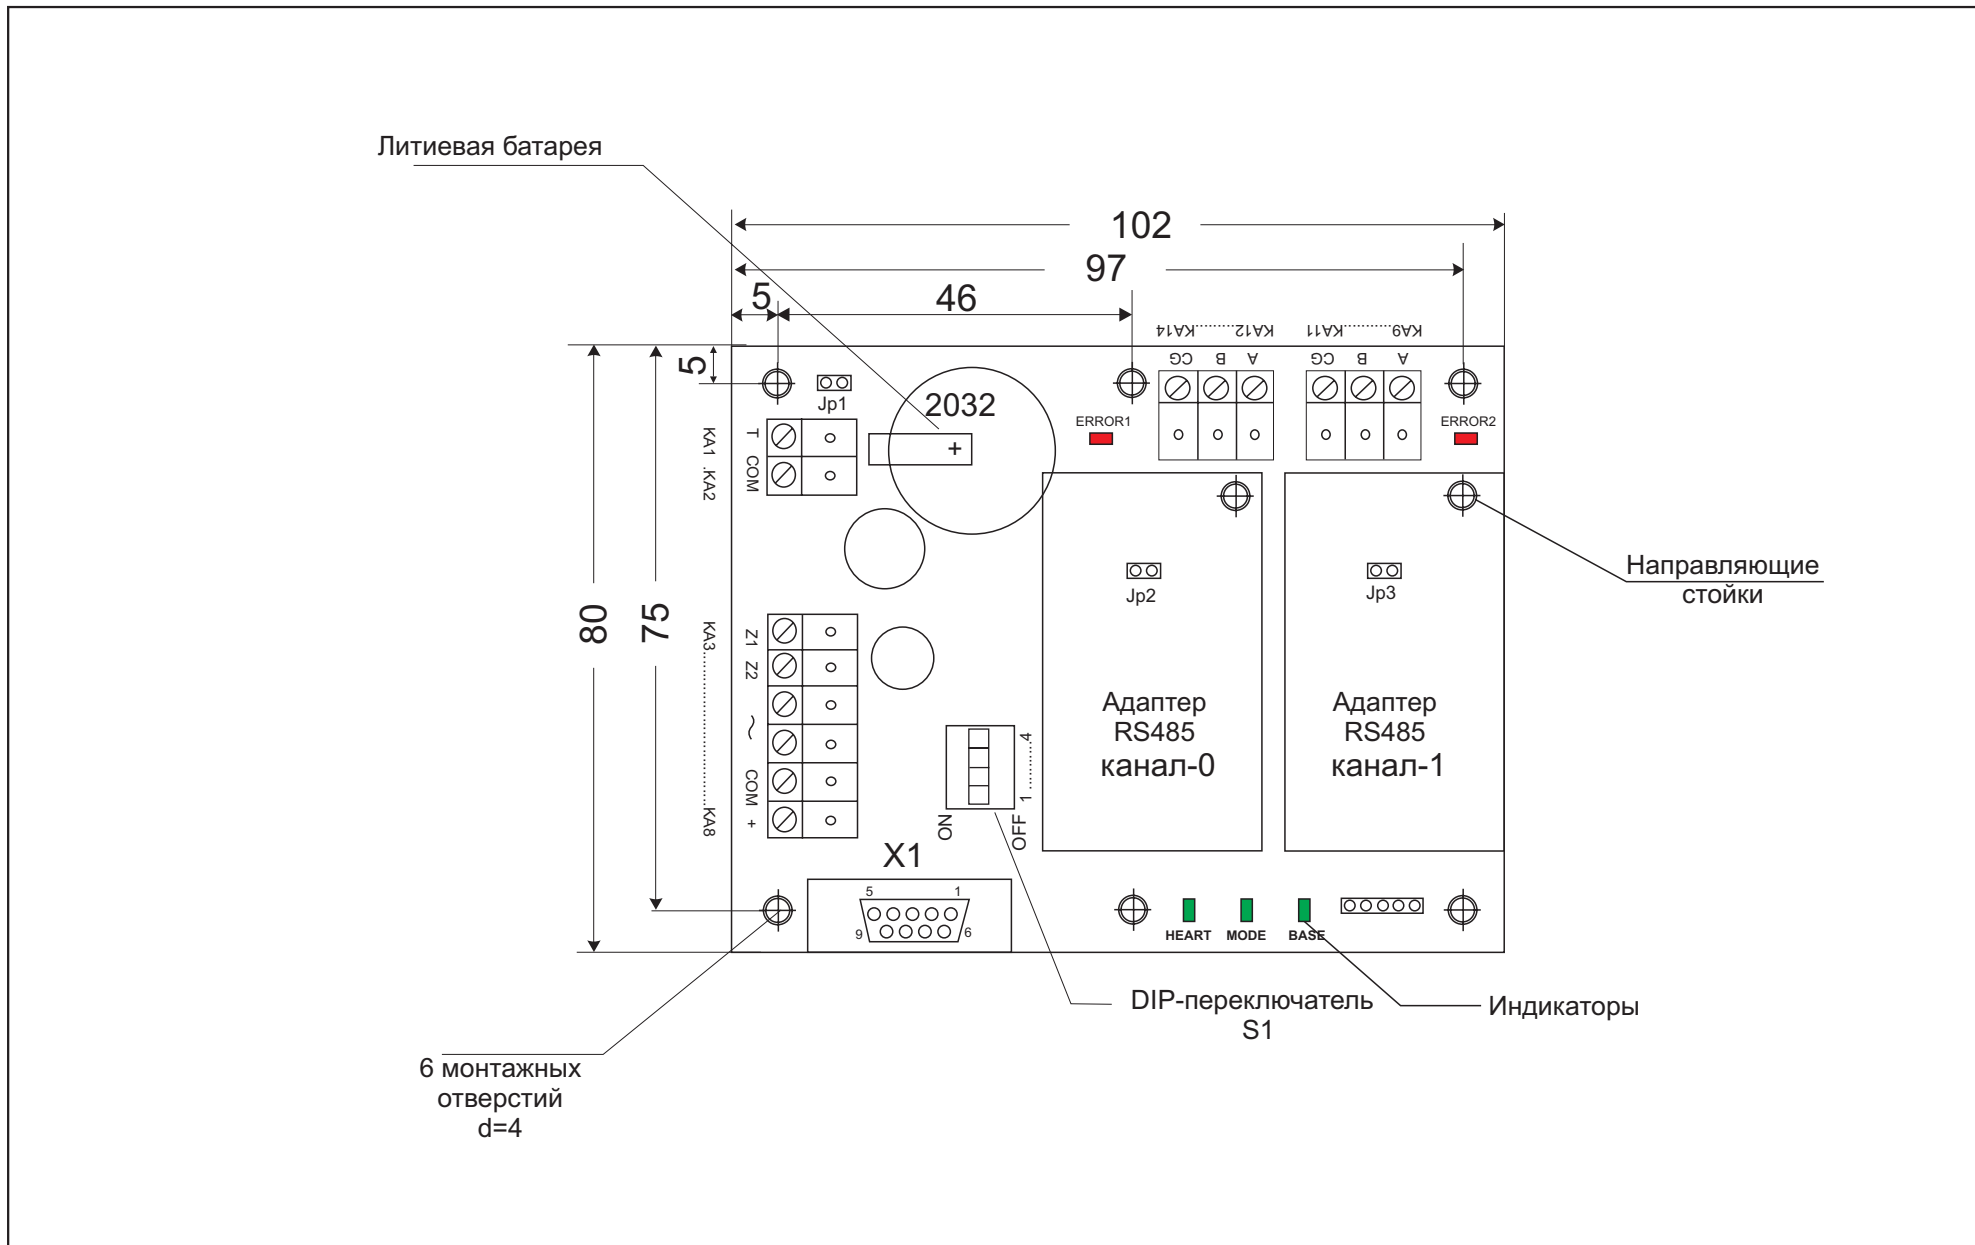 Литиевая батарея
102
97
5
46
KA14.........KA12
KA11.........KA9
5
CG B A
CG B A
Jp1
2032
+
ERROR1
ERROR2
KA1 .KA2
T COM
Направляющие
стойки
Jp2
Jp3
80
75
KA3.........KA8
Z1 Z2 ~ COM +
Адаптер
RS485
канал-0
Адаптер
RS485
канал-1
1.........4
ON
OFF
X1
5 1
9 6
HEART MODE BASE
DIP-переключатель
S1
Индикаторы
6 монтажных
отверстий
d=4